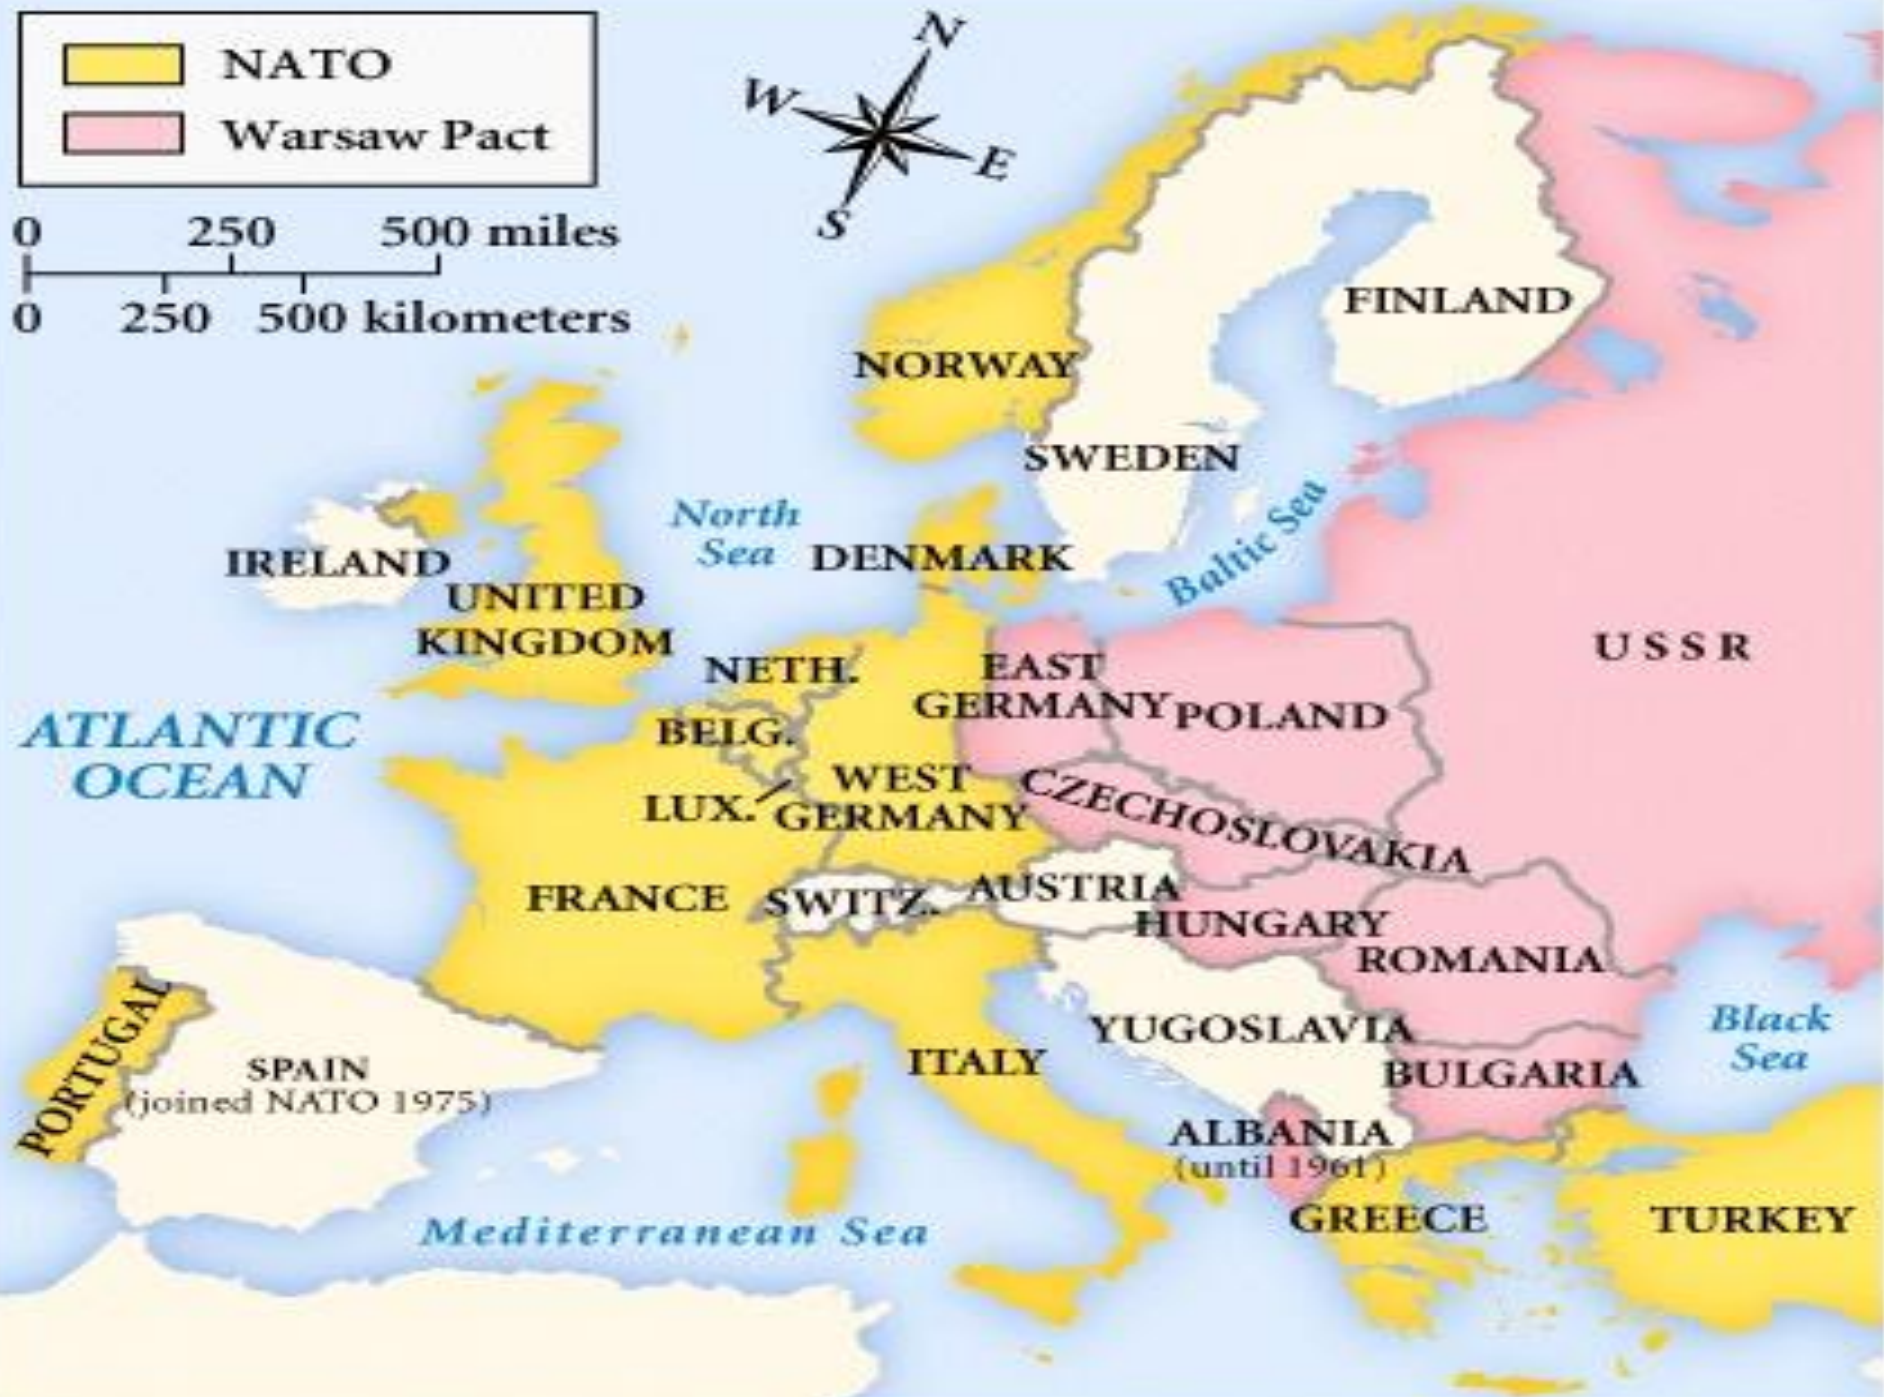 NATO
Warsaw Pact
0 250 500 miles
0 250 500 kilometers
N
W
E
S
FINLAND
NORWAY
SWEDEN
North
Sea
Baltic Sea
DENMARK
IRELAND
UNITED
KINGDOM
USSR
NETH.
EAST
GERMANY
POLAND
ATLANTIC
OCEAN
BELG.
WEST
GERMANY
LUX.
CZECHOSLOVAKIA
FRANCE
SWITZ.
AUSTRIA
HUNGARY
ROMANIA
PORTUGAL
SPAIN
(joined NATO 1975)
ITALY
YUGOSLAVIA
Black
Sea
BULGARIA
ALBANIA
(until 1961)
GREECE
TURKEY
Mediterranean Sea